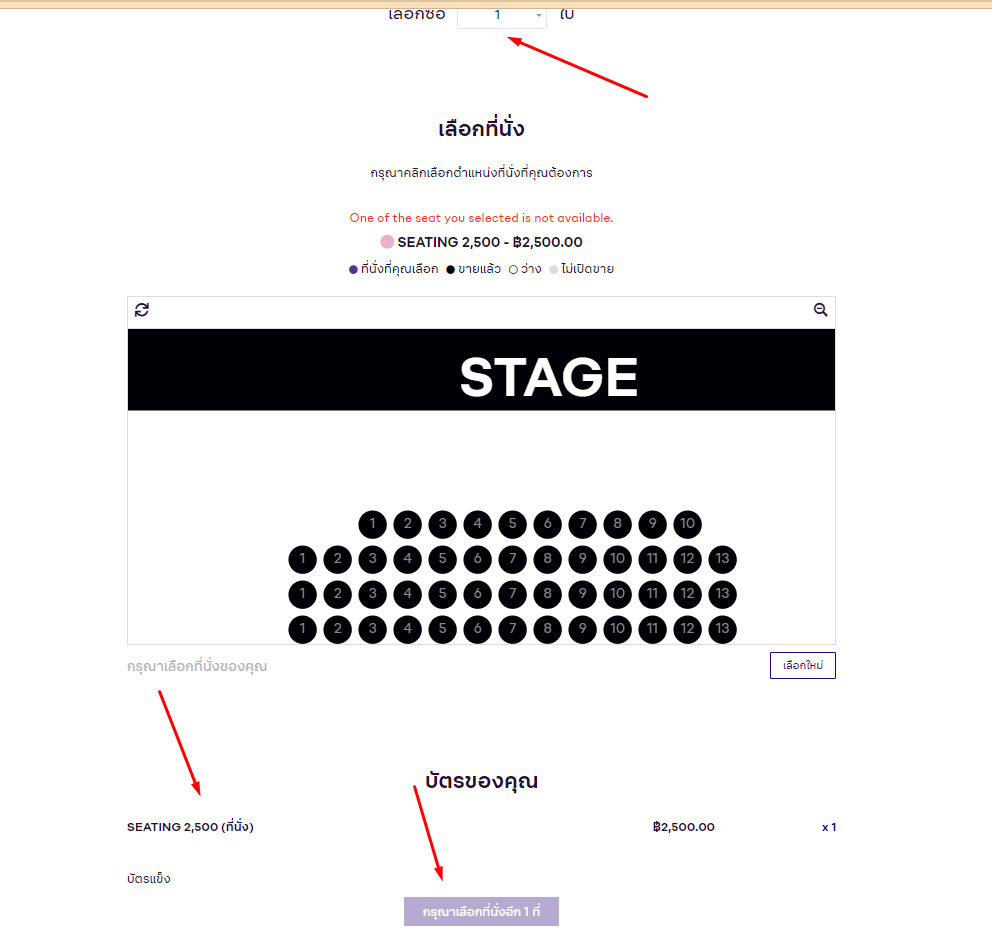 เลือกซื้อ 1 ใบ
เลือกที่นั่ง
กรุณาคลิกเลือกตำแหน่งที่นั่งที่คุณต้องการ
One of the seat you selected is not available.
SEATING 2,500 - ฿2,500.00
ที่นั่งที่คุณเลือก ขายแล้ว ว่าง ไม่เปิดขาย
STAGE
1 2 3 4 5 6 7 8 9 10
1 2 3 4 5 6 7 8 9 10 11 12 13
1 2 3 4 5 6 7 8 9 10 11 12 13
1 2 3 4 5 6 7 8 9 10 11 12 13
กรุณาเลือกที่นั่งของคุณ เลือกใหม่
บัตรของคุณ
SEATING 2,500 (ที่นั่ง) ฿2,500.00 x 1
บัตรแข็ง
กรุณาเลือกที่นั่งอีก 1 ที่